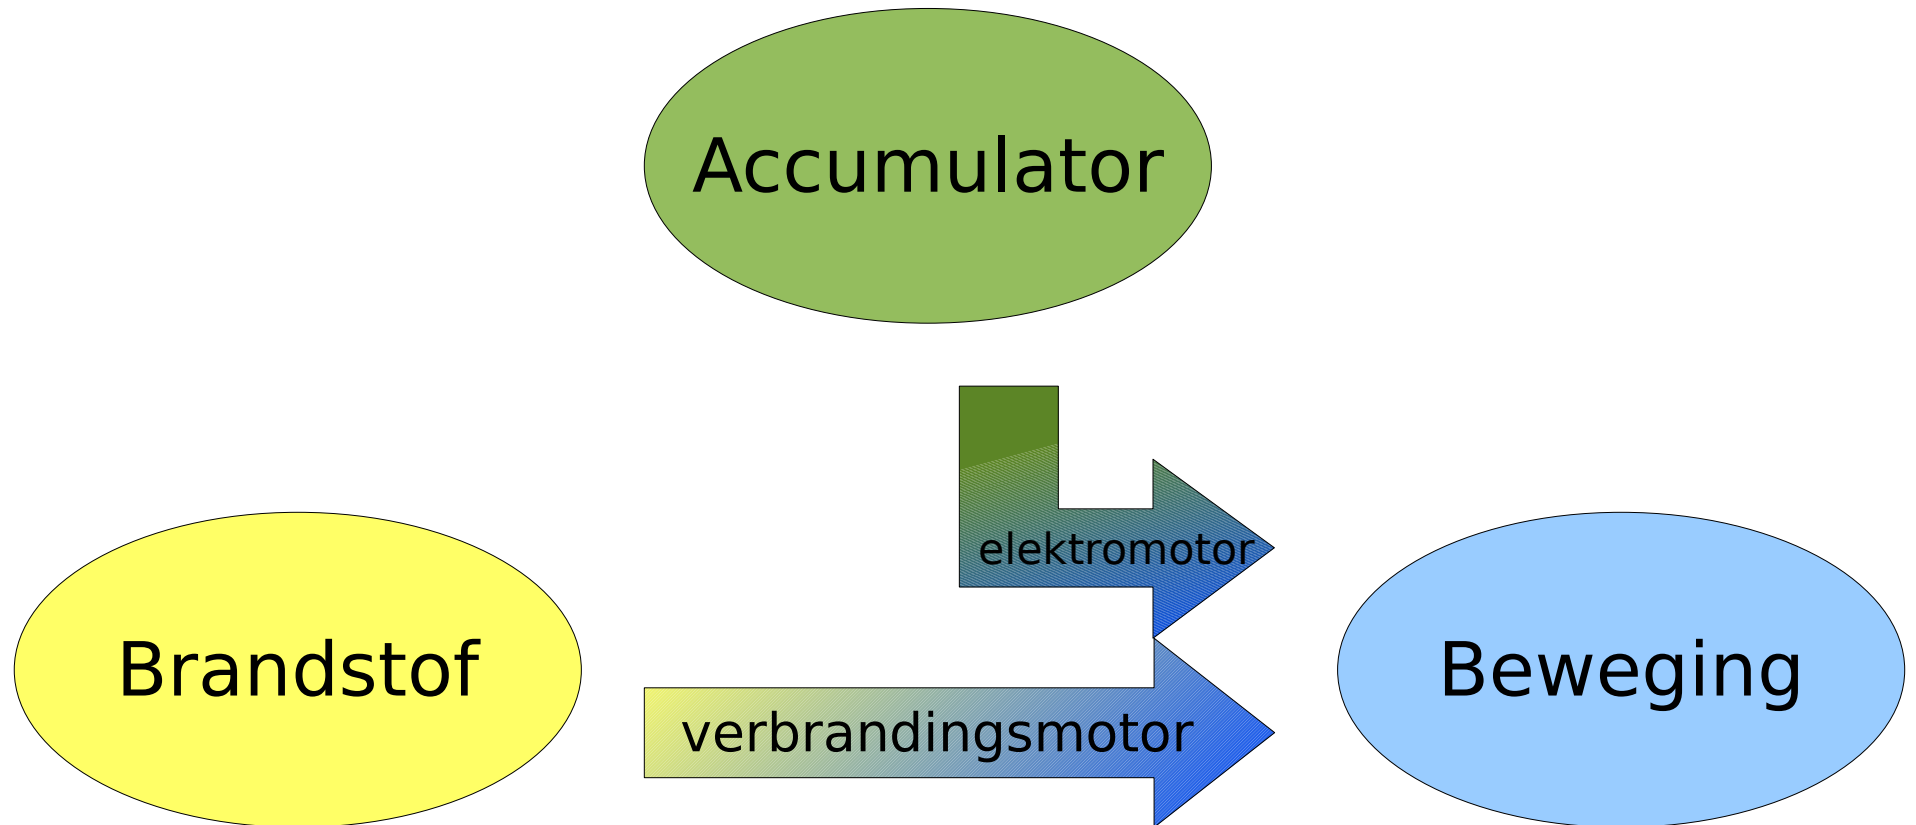 Accumulator
elektromotor
Brandstof
verbrandingsmotor
Beweging